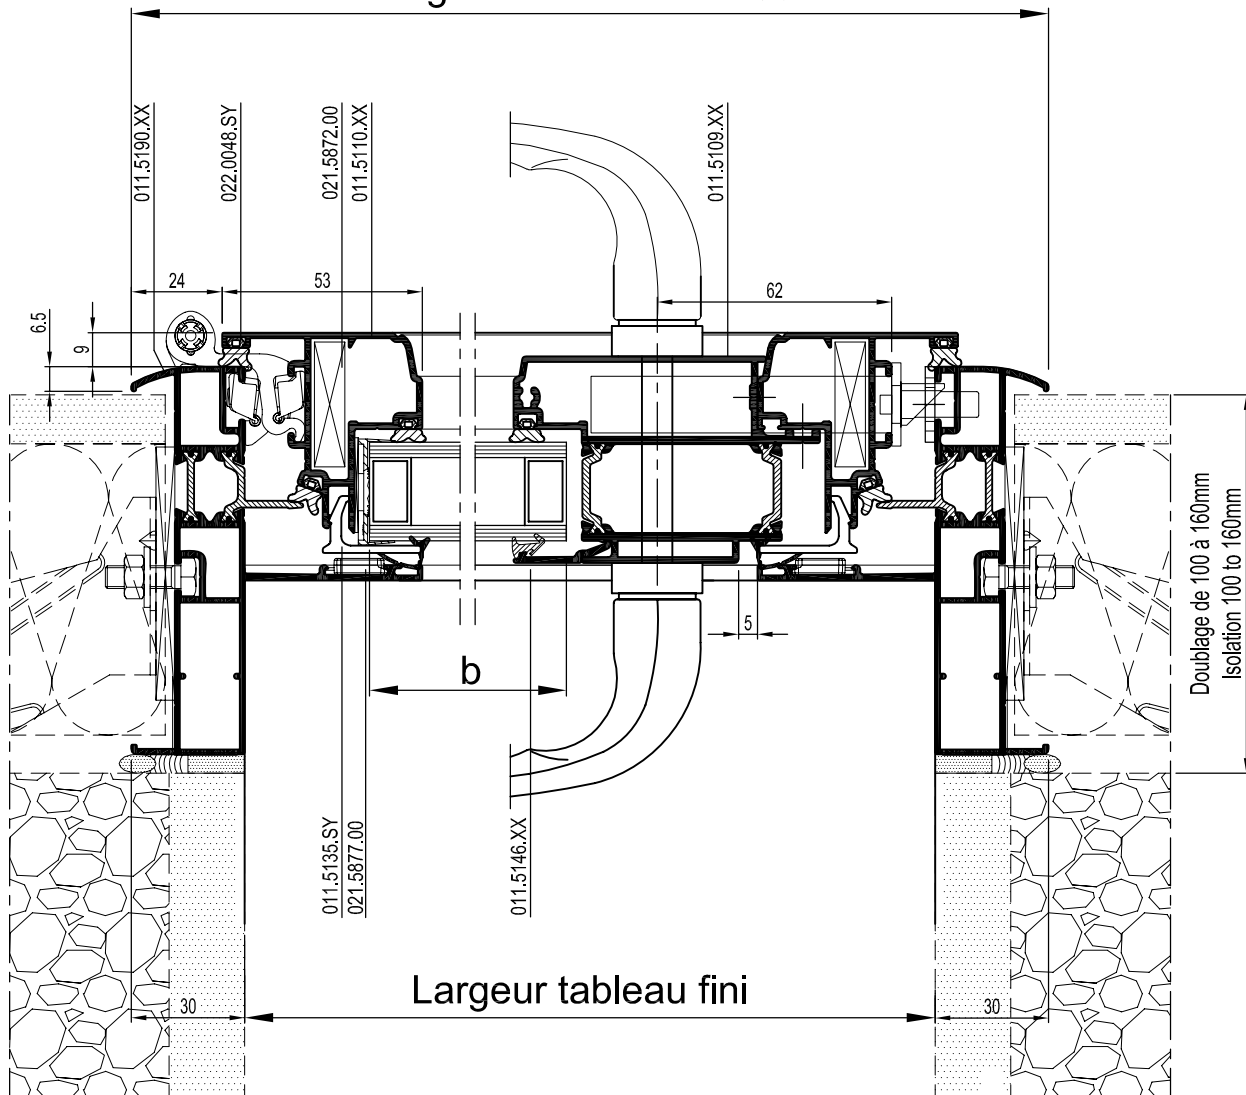 011.5190.XX
022.0048.SY
021.5872.00
011.5110.XX
011.5109.XX
24
53
62
6.5
9
5
b
Doublage de 100 à 160mm
Isolation 100 to 160mm
011.5135.SY
021.5877.00
011.5146.XX
Largeur tableau fini
30
30